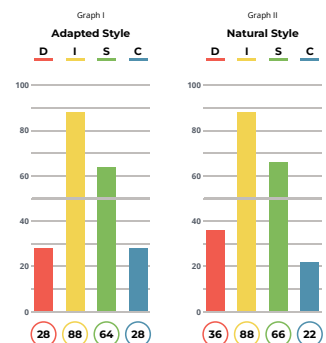 Graph I
Adapted Style
D I S C
100
80
60
40
20
0
28 88 64 28
Graph II
Natural Style
D I S C
100
80
60
40
20
0
36 88 66 22